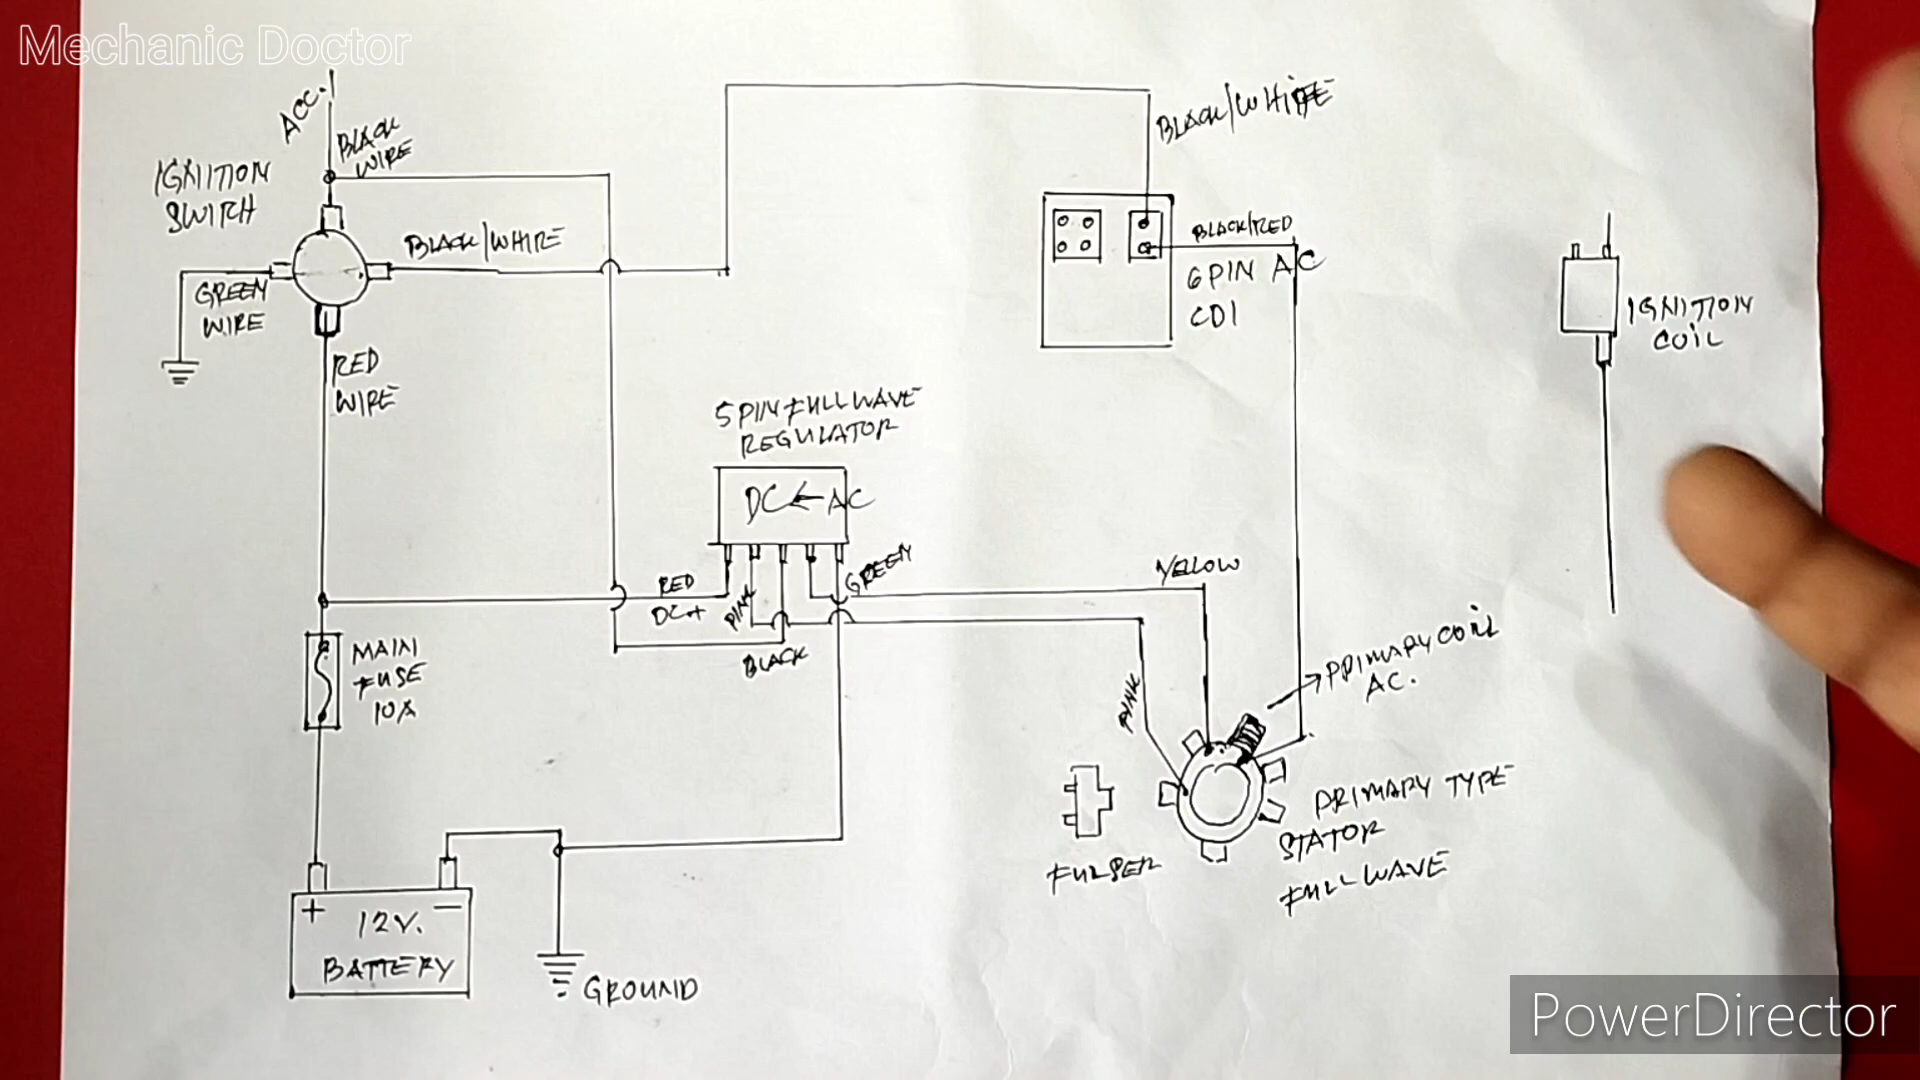 Mechanic Doctor
ACC.
BLACK
WIRE
IGNITION
SWITCH
BLACK/WHITE
GREEN
WIRE
RED
WIRE
BLACK/WHITE
BLACK/RED
6 PIN AC
CDI
IGNITION
COIL
5 PIN FULL WAVE
REGULATOR
DC ← AC
RED
DC+
PINK
GREEN
BLACK
YELLOW
PINK
PRIMARY COIL
AC.
MAIN
FUSE
10A
PRIMARY TYPE
STATOR
FULL WAVE
FULSER
+ 12V. −
BATTERY
GROUND
PowerDirector